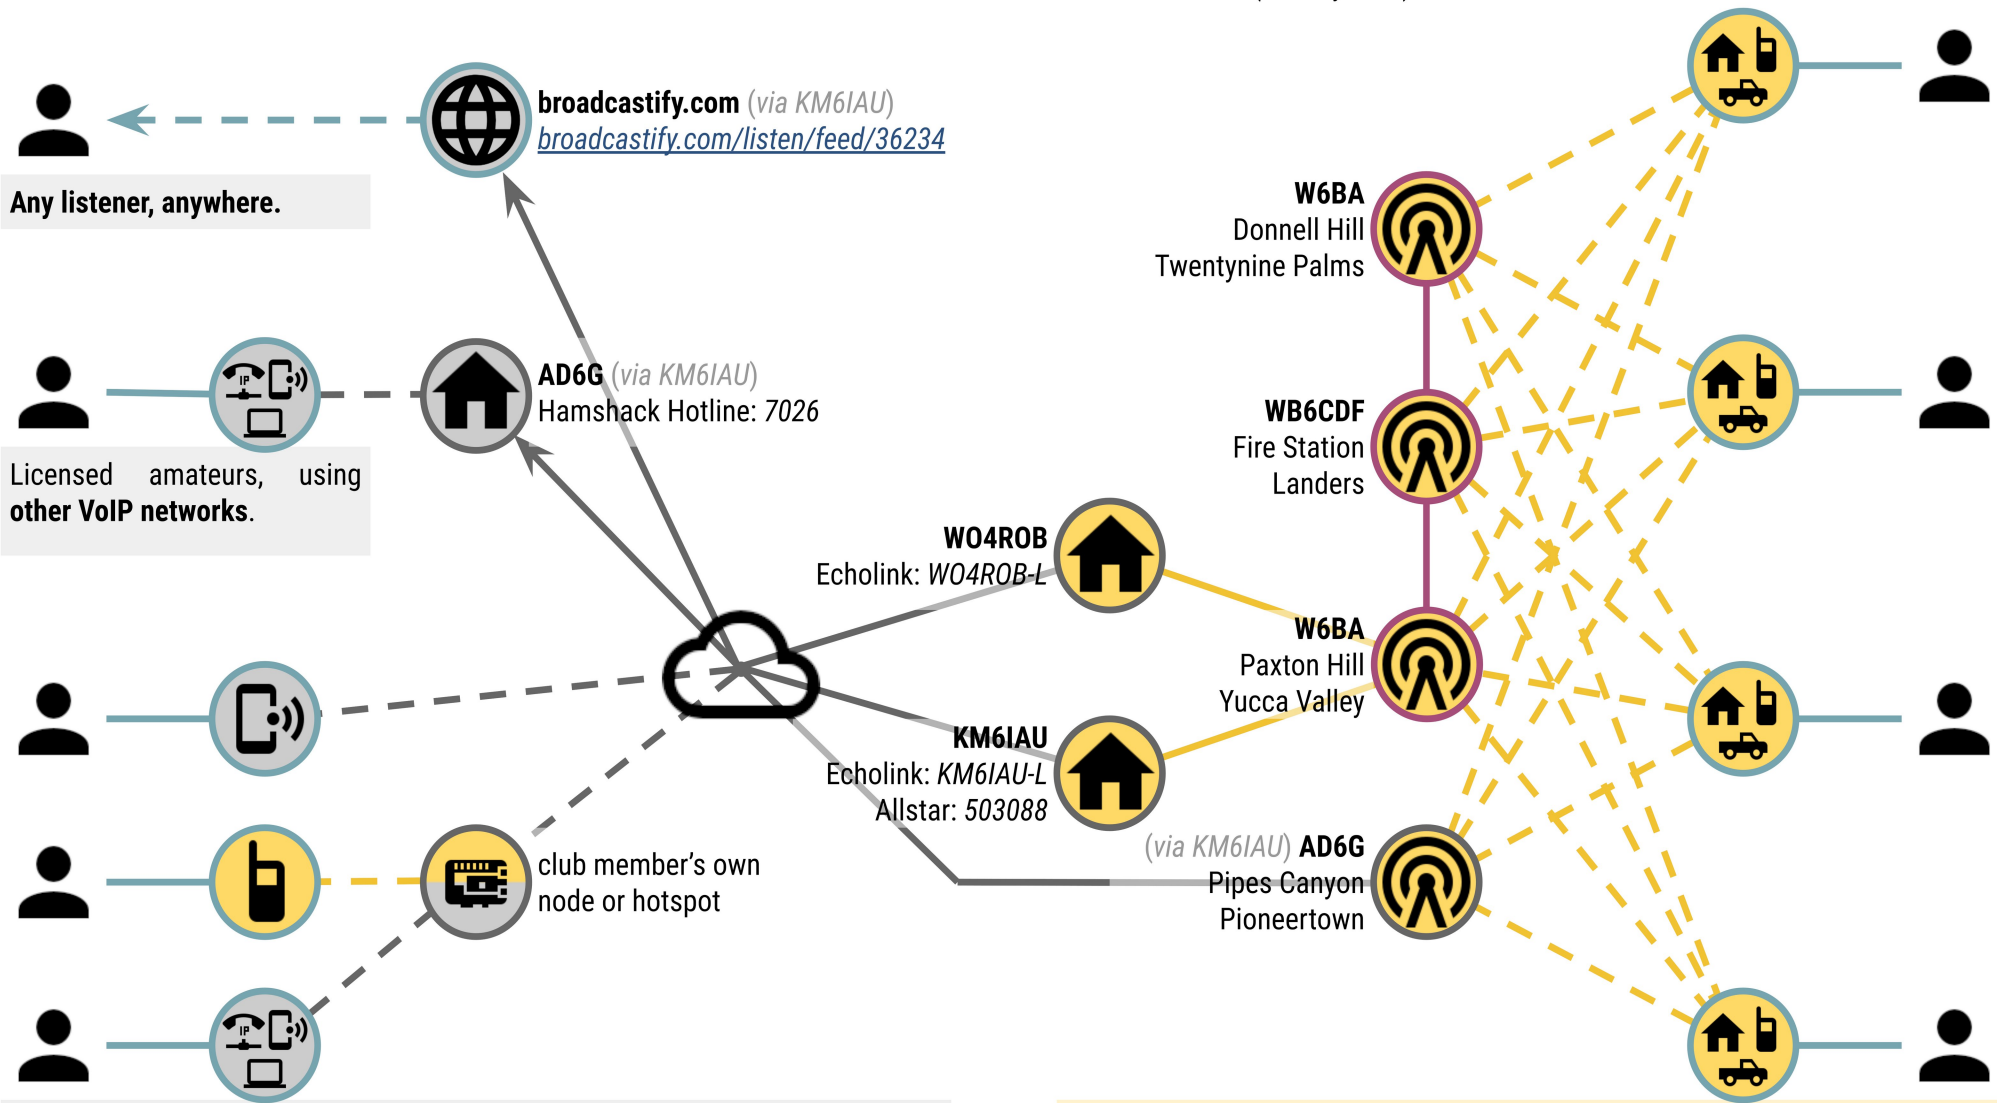 broadcastify.com (via KM6IAU)
broadcastify.com/listen/feed/36234
Any listener, anywhere.
W6BA
Donnell Hill
Twentynine Palms
IP
AD6G (via KM6IAU)
Hamshack Hotline: 7026
Licensed amateurs, using
other VoIP networks.
WB6CDF
Fire Station
Landers
WO4ROB
Echolink: WO4ROB-L
W6BA
Paxton Hill
Yucca Valley
KM6IAU
Echolink: KM6IAU-L
Allstar: 503088
(via KM6IAU) AD6G
Pipes Canyon
Pioneertown
club member's own
node or hotspot
IP